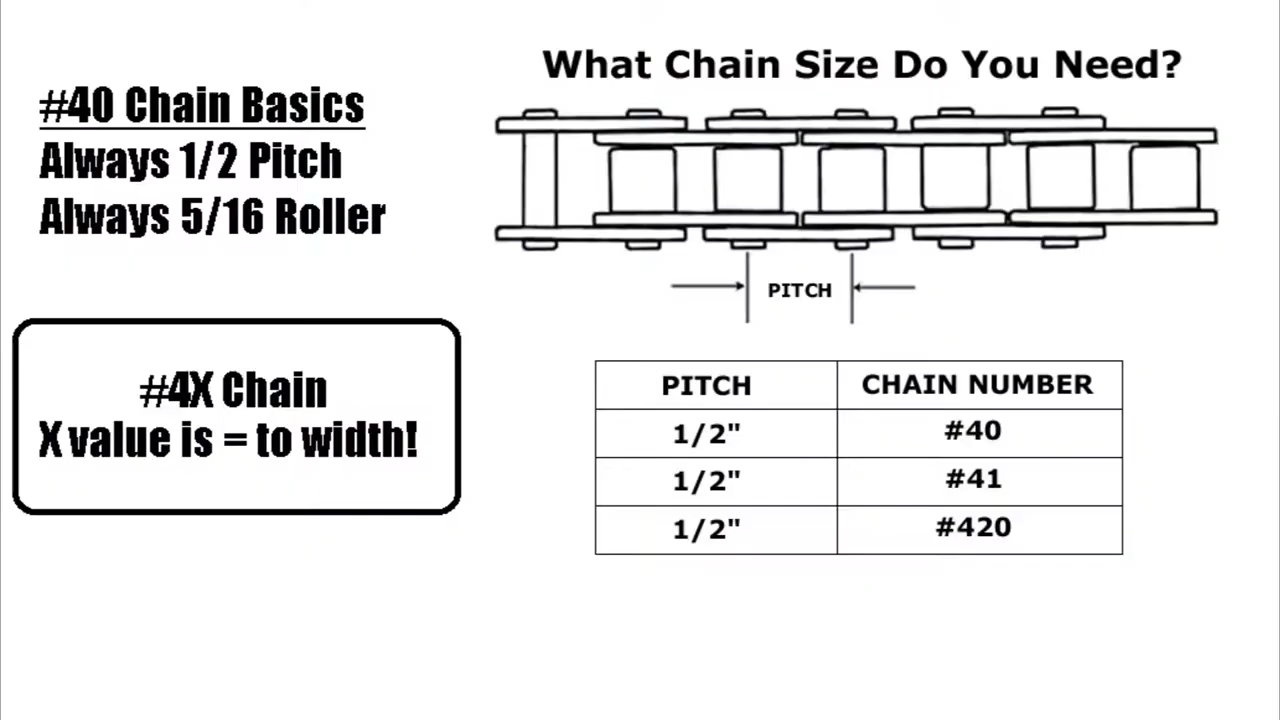 What Chain Size Do You Need?
#40 Chain Basics
Always 1/2 Pitch
Always 5/16 Roller
PITCH
#4X Chain
X value is = to width!
PITCH CHAIN NUMBER
1/2" #40
1/2" #41
1/2" #420